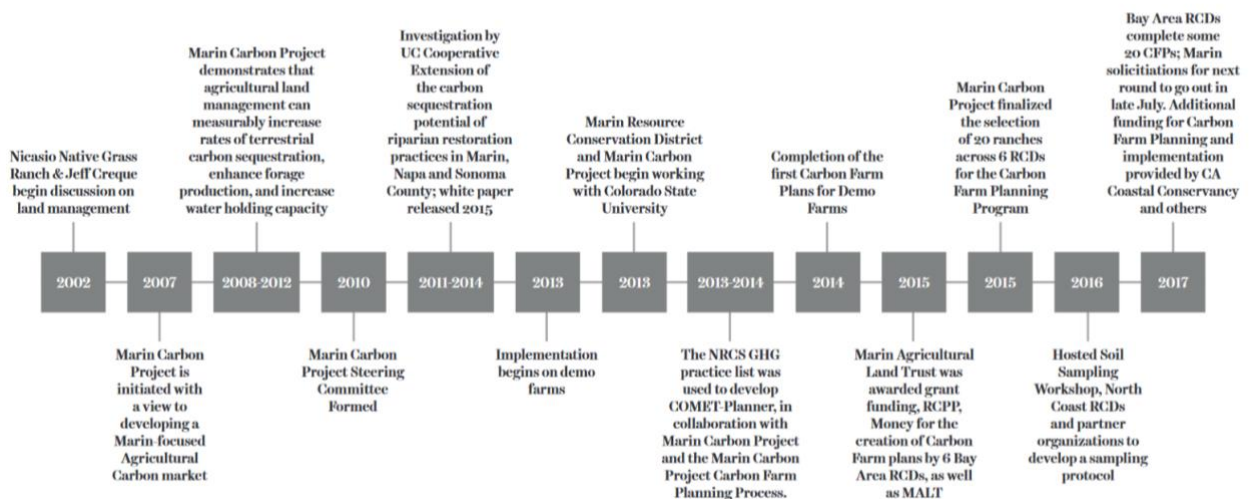 Nicasio Native Grass
Ranch & Jeff Creque
begin discussion on
land management
Marin Carbon Project
demonstrates that
agricultural land
management can
measurably increase
rates of terrestrial
carbon sequestration,
enhance forage
production, and increase
water holding capacity
Investigation by
UC Cooperative
Extension of
the carbon
sequestration
potential of
riparian restoration
practices in Marin,
Napa and Sonoma
County; white paper
released 2015
Marin Resource
Conservation District
and Marin Carbon
Project begin working
with Colorado State
University
Completion of the
first Carbon Farm
Plans for Demo
Farms
Marin Carbon
Project finalized
the selection
of 20 ranches
across 6 RCDs
for the Carbon
Farm Planning
Program
Bay Area RCDs
complete some
20 CFPs; Marin
solicitiations for next
round to go out in
late July. Additional
funding for Carbon
Farm Planning and
implementation
provided by CA
Coastal Conservancy
and others
2002 2007 2008-2012 2010 2011-2014 2013 2013 2013-2014 2014 2015 2015 2016 2017
Marin Carbon
Project is
initiated with
a view to
developing a
Marin-focused
Agricultural
Carbon market
Marin Carbon
Project Steering
Committee
Formed
Implementation
begins on demo
farms
The NRCS GHG
practice list was
used to develop
COMET-Planner, in
collaboration with
Marin Carbon Project
and the Marin Carbon
Project Carbon Farm
Planning Process.
Marin Agricultural
Land Trust was
awarded grant
funding, RCPP,
Money for the
creation of Carbon
Farm plans by 6 Bay
Area RCDs, as well
as MALT
Hosted Soil
Sampling
Workshop, North
Coast RCDs
and partner
organizations to
develop a sampling
protocol